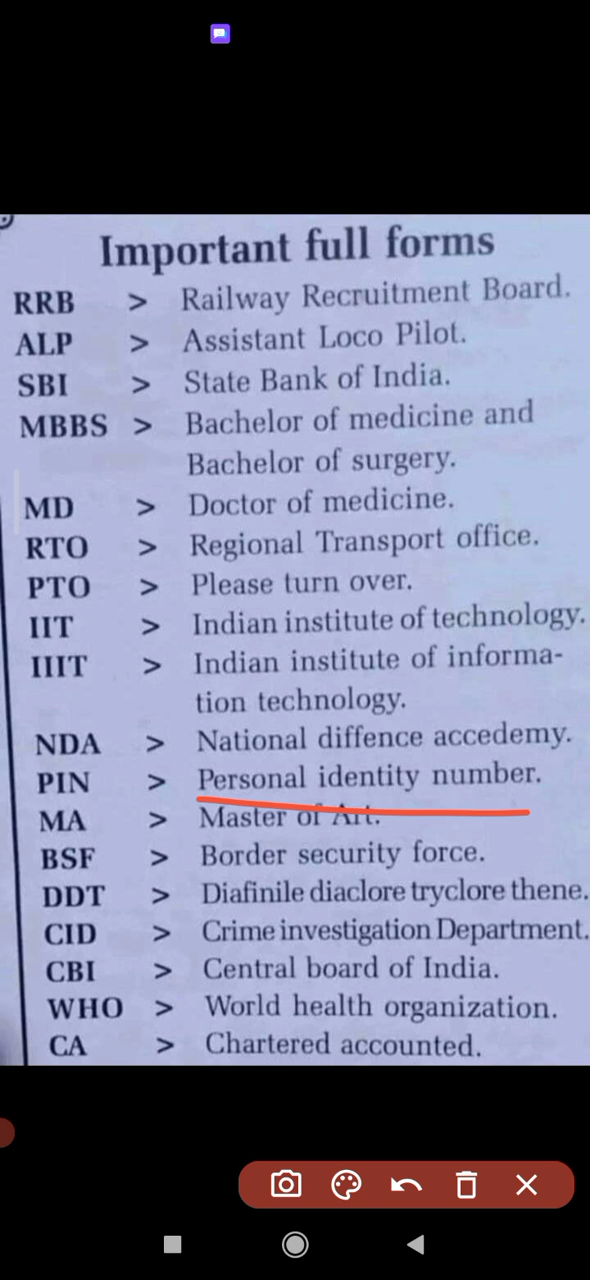 Important full forms
RRB > Railway Recruitment Board.
ALP > Assistant Loco Pilot.
SBI > State Bank of India.
MBBS > Bachelor of medicine and
Bachelor of surgery.
MD > Doctor of medicine.
RTO > Regional Transport office.
PTO > Please turn over.
IIT > Indian institute of technology.
IIIT > Indian institute of informa-
tion technology.
NDA > National diffence accedemy.
PIN > Personal identity number.
MA > Master of Art.
BSF > Border security force.
DDT > Diafinile diaclore tryclore thene.
CID > Crime investigation Department.
CBI > Central board of India.
WHO > World health organization.
CA > Chartered accounted.